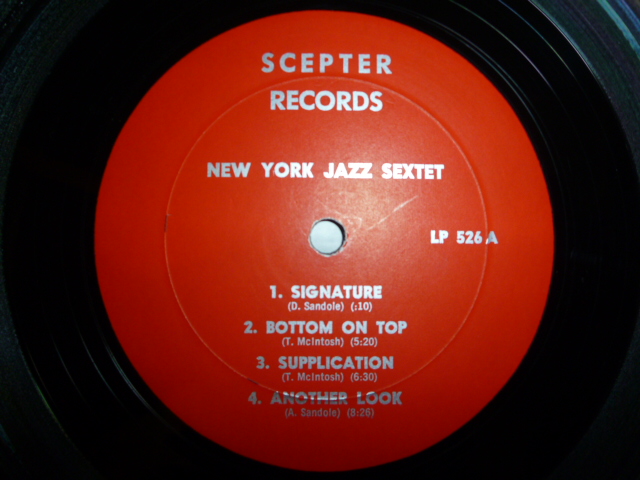 SCEPTER
RECORDS
NEW YORK JAZZ SEXTET
LP 526 A
1. SIGNATURE
(D. Sandole) (:10)
2. BOTTOM ON TOP
(T. McIntosh) (5:20)
3. SUPPLICATION
(T. McIntosh) (6:30)
4. ANOTHER LOOK
(A. Sandole) (8:26)